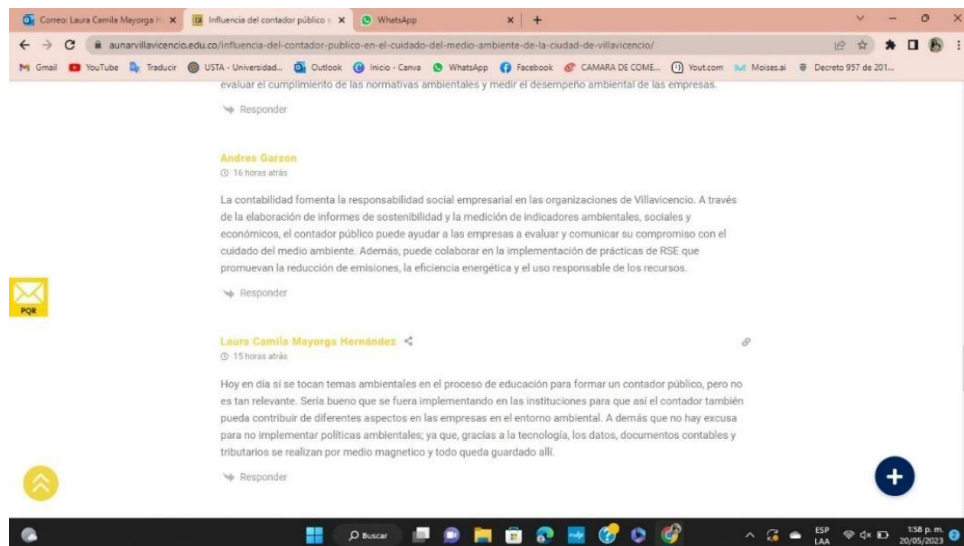 Correo: Laura Camila Mayorga H
Influencia del contador público e
WhatsApp
aunarvillavicencio.edu.co/influencia-del-contador-publico-en-el-cuidado-del-medio-ambiente-de-la-ciudad-de-villavicencio/
Gmail YouTube Traducir USTA - Universidad... Outlook Inicio - Canva WhatsApp Facebook CAMARA DE COME... Yout.com Moises.ai Decreto 957 de 201...
evaluar el cumplimiento de las normativas ambientales y medir el desempeño ambiental de las empresas.
Responder
Andres Garzon
16 horas atrás
La contabilidad fomenta la responsabilidad social empresarial en las organizaciones de Villavicencio. A través
de la elaboración de informes de sostenibilidad y la medición de indicadores ambientales, sociales y
económicos, el contador público puede ayudar a las empresas a evaluar y comunicar su compromiso con el
cuidado del medio ambiente. Además, puede colaborar en la implementación de prácticas de RSE que
promuevan la reducción de emisiones, la eficiencia energética y el uso responsable de los recursos.
Responder
PQR
Laura Camila Mayorga Hernández
15 horas atrás
Hoy en día si se tocan temas ambientales en el proceso de educación para formar un contador público, pero no
es tan relevante. Sería bueno que se fuera implementando en las instituciones para que así el contador también
pueda contribuir de diferentes aspectos en las empresas en el entorno ambiental. A demás que no hay excusa
para no implementar políticas ambientales; ya que, gracias a la tecnología, los datos, documentos contables y
tributarios se realizan por medio magnetico y todo queda guardado allí.
Responder
Buscar
ESP
LAA
1:58 p. m.
20/05/2023